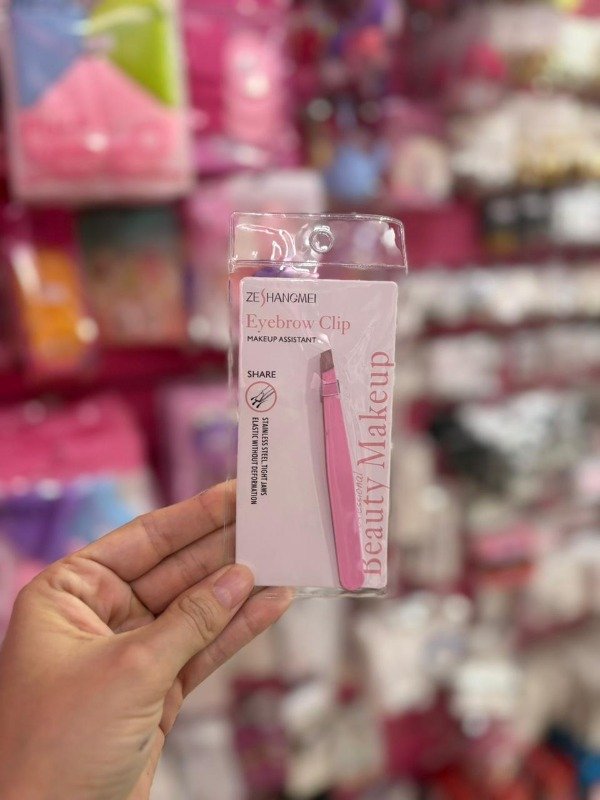 ZESHANGMEI
Eyebrow Clip
MAKEUP ASSISTANT
SHARE
STAINLESS STEEL, TIGHT JAWS
ELASTIC WITHOUT DEFORMATION
Beauty Makeup